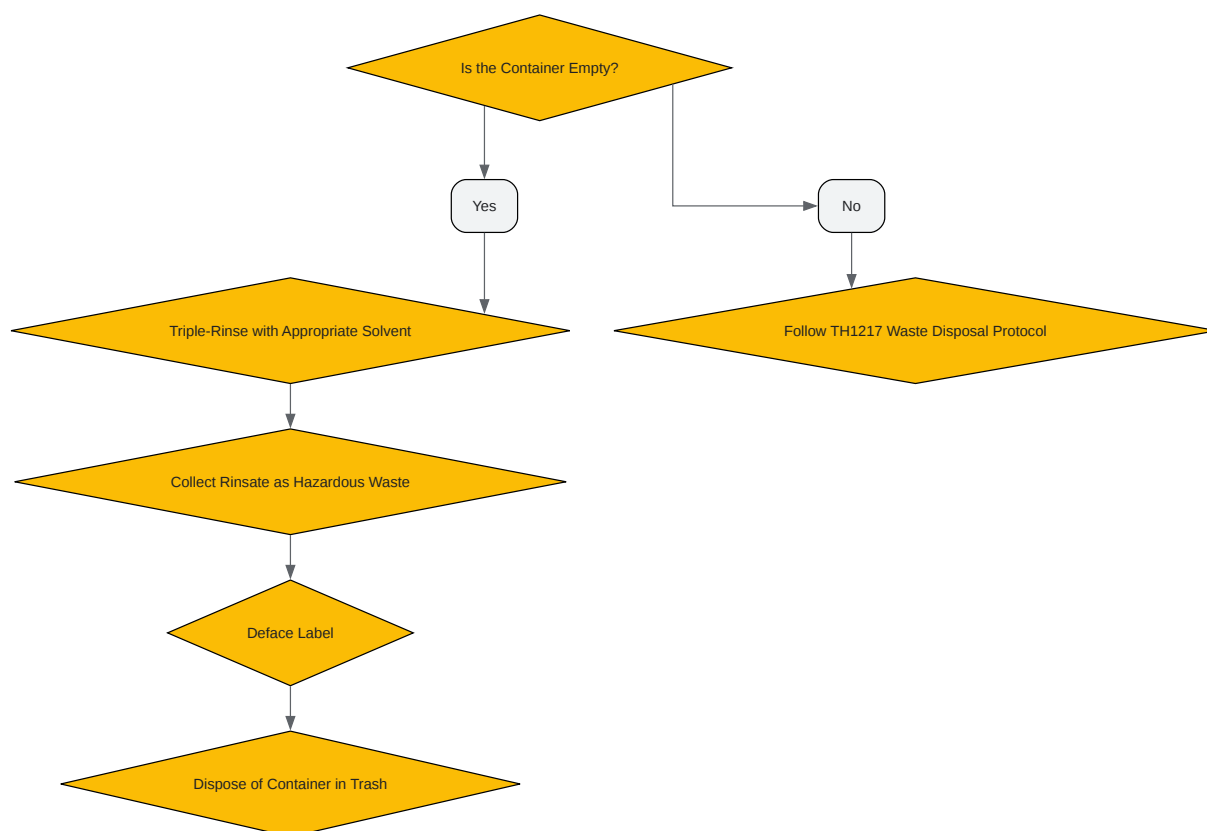 Is the Container Empty?
Yes
No
Triple-Rinse with Appropriate Solvent
Follow TH1217 Waste Disposal Protocol
Collect Rinsate as Hazardous Waste
Deface Label
Dispose of Container in Trash